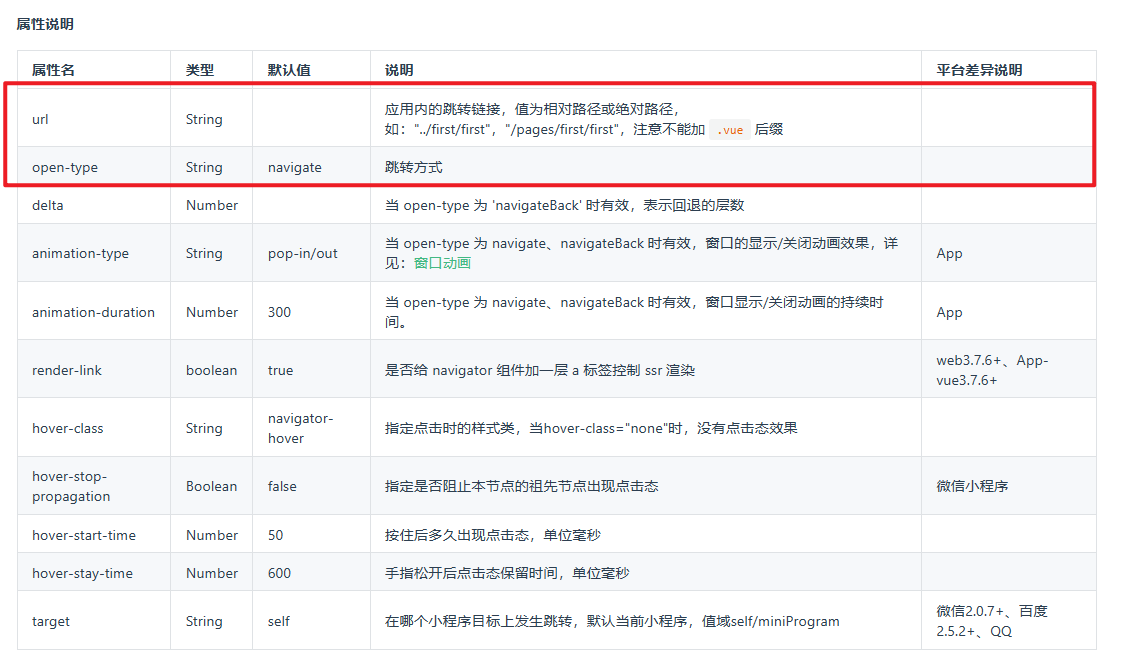 属性说明
属性名 类型 默认值 说明 平台差异说明
url String 应用内的跳转链接，值为相对路径或绝对路径，
如："../first/first"，"/pages/first/first"，注意不能加 .vue 后缀
open-type String navigate 跳转方式
delta Number 当 open-type 为 'navigateBack' 时有效，表示回退的层数
animation-type String pop-in/out 当 open-type 为 navigate、navigateBack 时有效，窗口的显示/关闭动画效果，详
见：窗口动画 App
animation-duration Number 300 当 open-type 为 navigate、navigateBack 时有效，窗口显示/关闭动画的持续时
间。 App
render-link boolean true 是否给 navigator 组件加一层 a 标签控制 ssr 渲染 web3.7.6+、App-
vue3.7.6+
hover-class String navigator-
hover 指定点击时的样式类，当hover-class="none"时，没有点击态效果
hover-stop-
propagation Boolean false 指定是否阻止本节点的祖先节点出现点击态 微信小程序
hover-start-time Number 50 按住后多久出现点击态，单位毫秒
hover-stay-time Number 600 手指松开后点击态保留时间，单位毫秒
target String self 在哪个小程序目标上发生跳转，默认当前小程序，值域self/miniProgram 微信2.0.7+、百度
2.5.2+、QQ